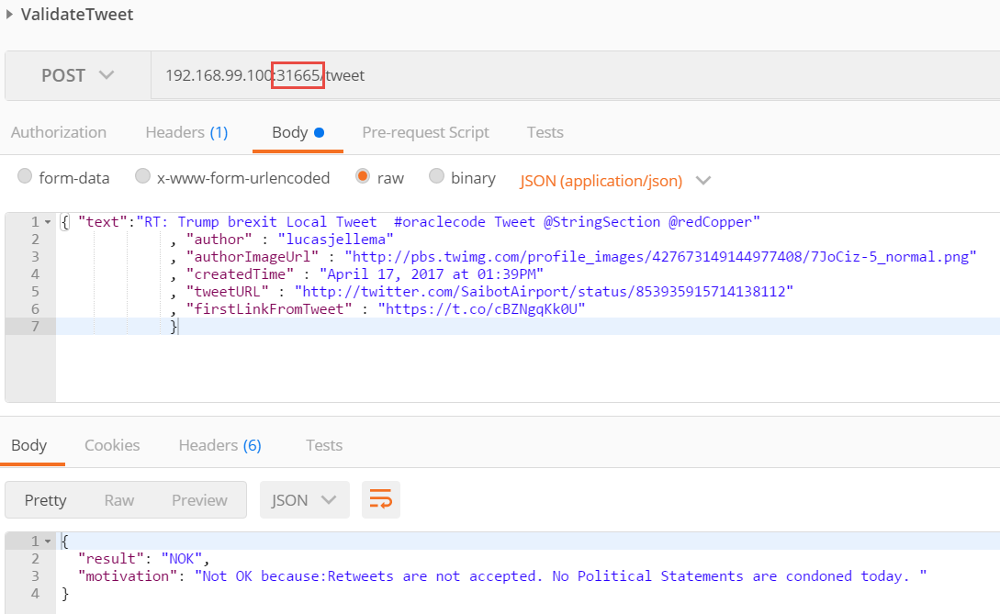 ValidateTweet
POST 192.168.99.100:31665/tweet
Authorization Headers (1) Body Pre-request Script Tests
form-data x-www-form-urlencoded raw binary JSON (application/json)
1 { "text":"RT: Trump brexit Local Tweet  #oraclecode Tweet @StringSection @redCopper"
2 , "author" : "lucasjellema"
3 , "authorImageUrl" : "http://pbs.twimg.com/profile_images/427673149144977408/7JoCiz-5_normal.png"
4 , "createdTime" : "April 17, 2017 at 01:39PM"
5 , "tweetURL" : "http://twitter.com/SaibotAirport/status/853935915714138112"
6 , "firstLinkFromTweet" : "https://t.co/cBZNgqKk0U"
7 }
Body Cookies Headers (6) Tests
Pretty Raw Preview JSON
1 {
2 "result": "NOK",
3 "motivation": "Not OK because:Retweets are not accepted. No Political Statements are condoned today. "
4 }